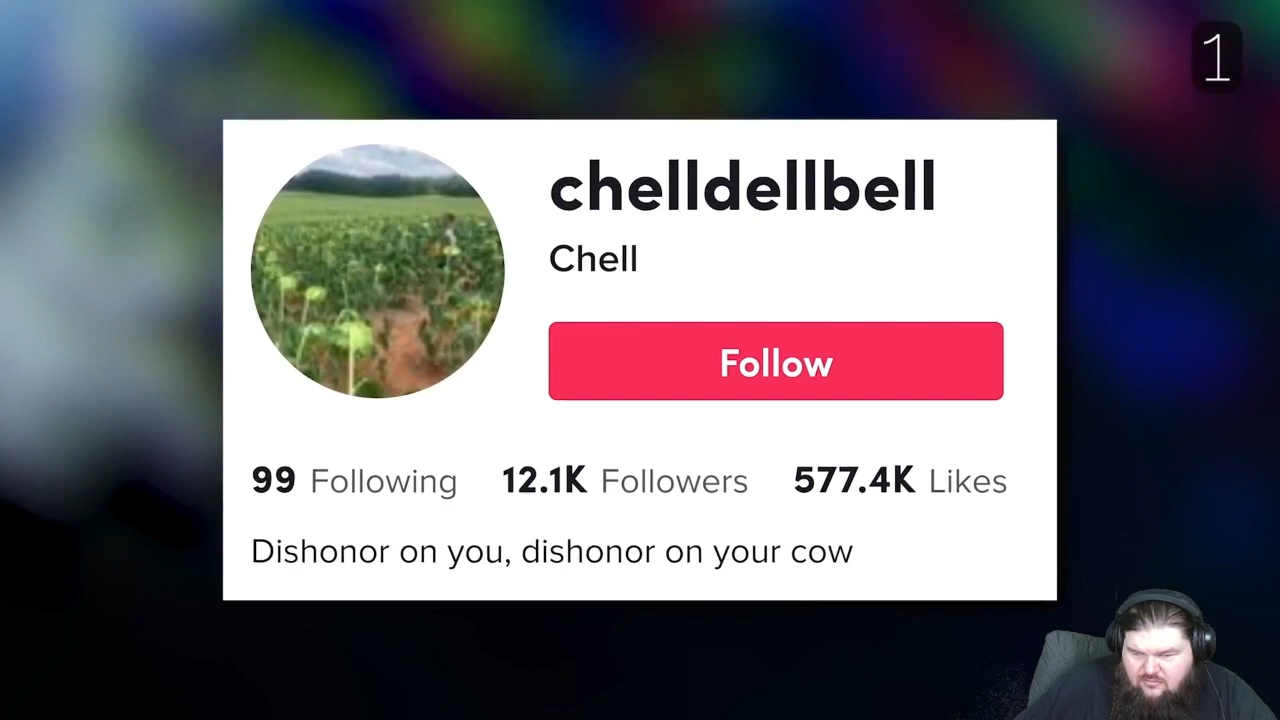 1
chelldellbell
Chell
Follow
99 Following 12.1K Followers 577.4K Likes
Dishonor on you, dishonor on your cow